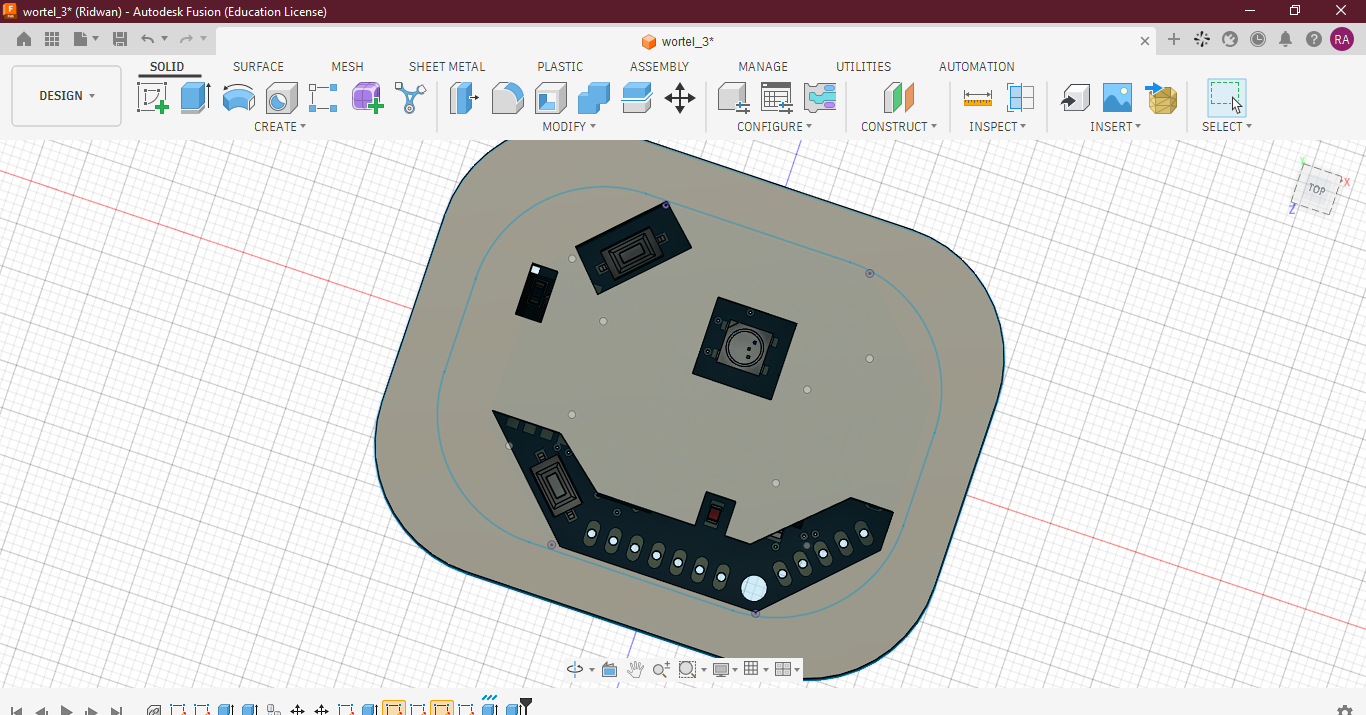 wortel_3* (Ridwan) - Autodesk Fusion (Education License)
wortel_3*
RA
SOLID SURFACE MESH SHEET METAL PLASTIC ASSEMBLY MANAGE UTILITIES AUTOMATION
DESIGN
CREATE MODIFY CONFIGURE CONSTRUCT INSPECT INSERT SELECT
Y
TOP
X
Z